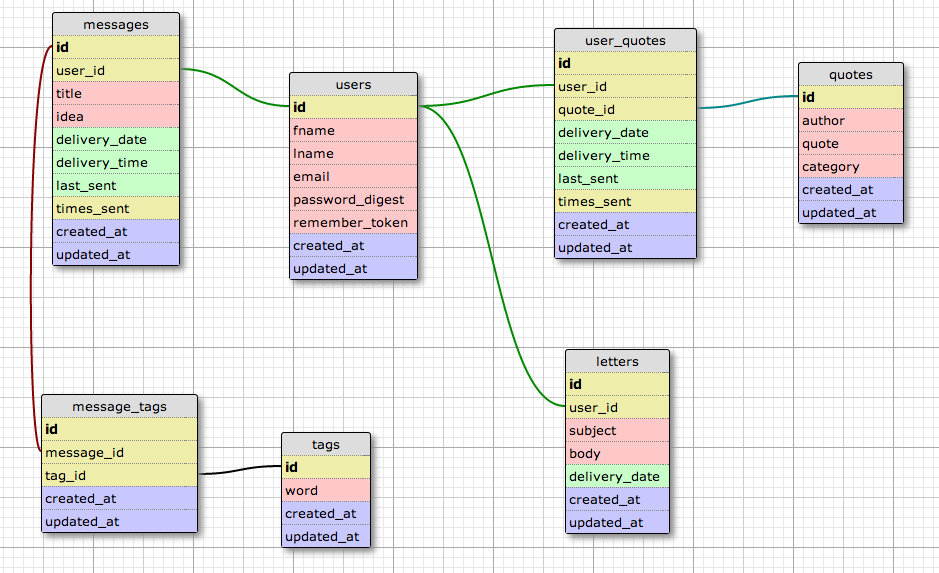 messages
id
user_id
title
idea
delivery_date
delivery_time
last_sent
times_sent
created_at
updated_at
users
id
fname
lname
email
password_digest
remember_token
created_at
updated_at
user_quotes
id
user_id
quote_id
delivery_date
delivery_time
last_sent
times_sent
created_at
updated_at
quotes
id
author
quote
category
created_at
updated_at
message_tags
id
message_id
tag_id
created_at
updated_at
tags
id
word
created_at
updated_at
letters
id
user_id
subject
body
delivery_date
created_at
updated_at